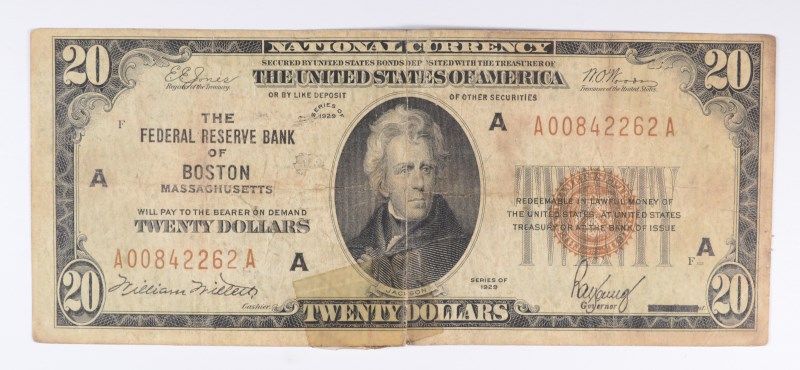 20 NATIONAL CURRENCY 20
SECURED BY UNITED STATES BONDS DEPOSITED WITH THE TREASURER OF
E.E. Jones THE UNITED STATES OF AMERICA W.O. Woods
Register of the Treasury. Treasurer of the United States.
OR BY LIKE DEPOSIT OF OTHER SECURITIES
SERIES OF
1929
F THE
FEDERAL RESERVE BANK
OF
BOSTON
MASSACHUSETTS
A
WILL PAY TO THE BEARER ON DEMAND
TWENTY DOLLARS
A00842262A
A
William Willett
Cashier.
A A00842262A
REDEEMABLE IN LAWFUL MONEY OF
THE UNITED STATES, AT UNITED STATES
TREASURY OR AT THE BANK OF ISSUE
TWENTY
A
F
SERIES OF
1929
JACKSON
Governor
20 TWENTY DOLLARS 20